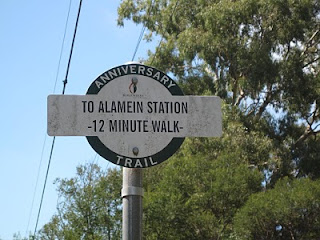 ANNIVERSARY
TO ALAMEIN STATION
-12 MINUTE WALK-
TRAIL